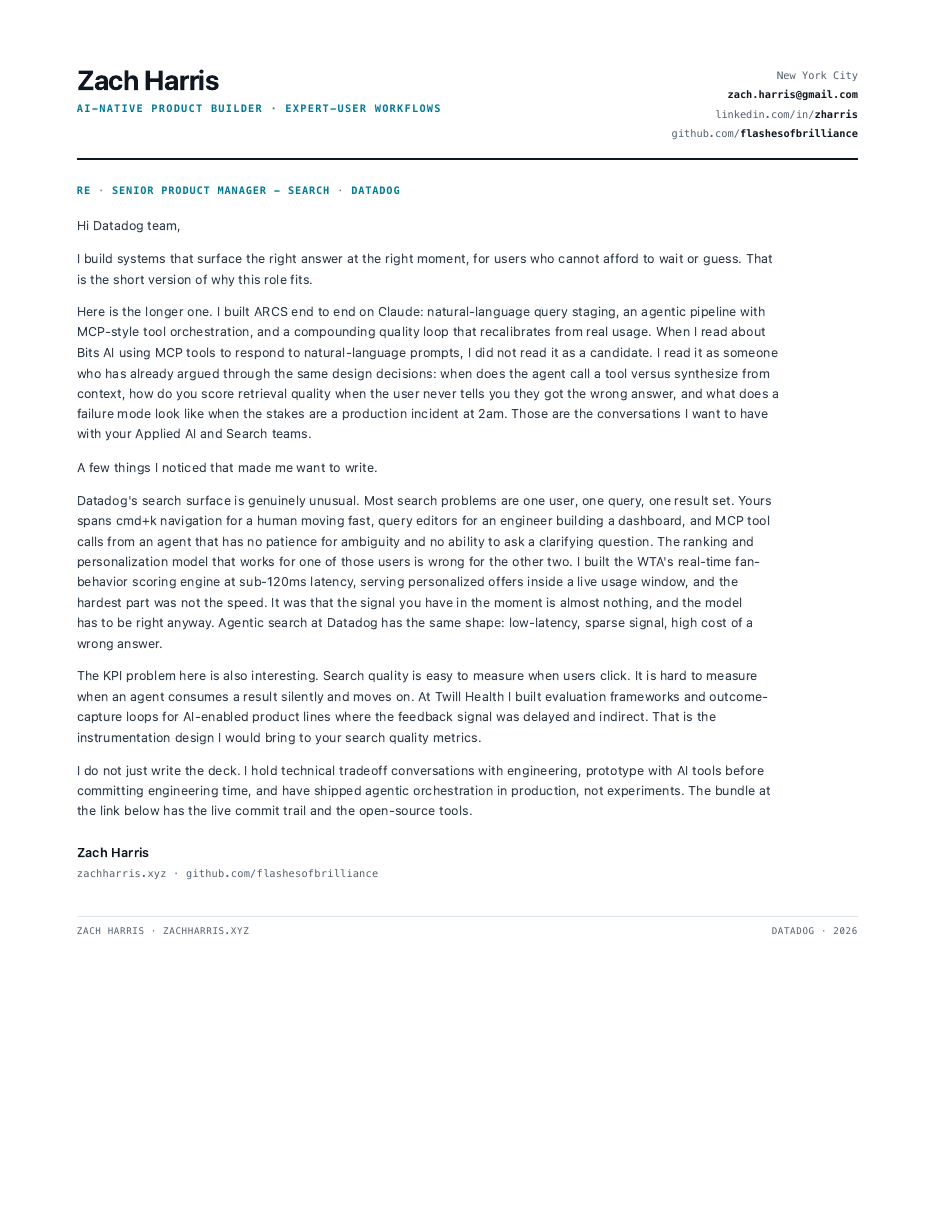 Zach Harris
AI-NATIVE PRODUCT BUILDER · EXPERT-USER WORKFLOWS
New York City
zach.harris@gmail.com
linkedin.com/in/zharris
github.com/flashesofbrilliance
RE · SENIOR PRODUCT MANAGER – SEARCH · DATADOG
Hi Datadog team,
I build systems that surface the right answer at the right moment, for users who cannot afford to wait or guess. That
is the short version of why this role fits.
Here is the longer one. I built ARCS end to end on Claude: natural-language query staging, an agentic pipeline with
MCP-style tool orchestration, and a compounding quality loop that recalibrates from real usage. When I read about
Bits AI using MCP tools to respond to natural-language prompts, I did not read it as a candidate. I read it as someone
who has already argued through the same design decisions: when does the agent call a tool versus synthesize from
context, how do you score retrieval quality when the user never tells you they got the wrong answer, and what does a
failure mode look like when the stakes are a production incident at 2am. Those are the conversations I want to have
with your Applied AI and Search teams.
A few things I noticed that made me want to write.
Datadog's search surface is genuinely unusual. Most search problems are one user, one query, one result set. Yours
spans cmd+k navigation for a human moving fast, query editors for an engineer building a dashboard, and MCP tool
calls from an agent that has no patience for ambiguity and no ability to ask a clarifying question. The ranking and
personalization model that works for one of those users is wrong for the other two. I built the WTA's real-time fan-
behavior scoring engine at sub-120ms latency, serving personalized offers inside a live usage window, and the
hardest part was not the speed. It was that the signal you have in the moment is almost nothing, and the model
has to be right anyway. Agentic search at Datadog has the same shape: low-latency, sparse signal, high cost of a
wrong answer.
The KPI problem here is also interesting. Search quality is easy to measure when users click. It is hard to measure
when an agent consumes a result silently and moves on. At Twill Health I built evaluation frameworks and outcome-
capture loops for AI-enabled product lines where the feedback signal was delayed and indirect. That is the
instrumentation design I would bring to your search quality metrics.
I do not just write the deck. I hold technical tradeoff conversations with engineering, prototype with AI tools before
committing engineering time, and have shipped agentic orchestration in production, not experiments. The bundle at
the link below has the live commit trail and the open-source tools.
Zach Harris
zachharris.xyz · github.com/flashesofbrilliance
ZACH HARRIS · ZACHHARRIS.XYZ
DATADOG · 2026